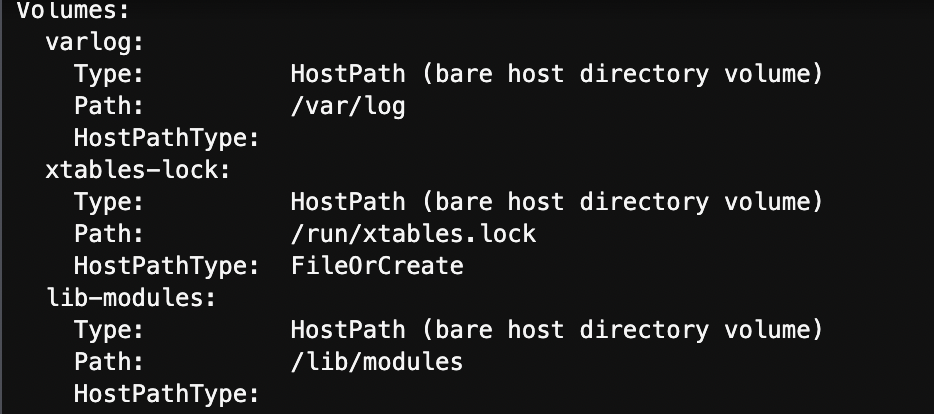 Volumes:
  varlog:
    Type:          HostPath (bare host directory volume)
    Path:          /var/log
    HostPathType:
  xtables-lock:
    Type:          HostPath (bare host directory volume)
    Path:          /run/xtables.lock
    HostPathType:  FileOrCreate
  lib-modules:
    Type:          HostPath (bare host directory volume)
    Path:          /lib/modules
    HostPathType: